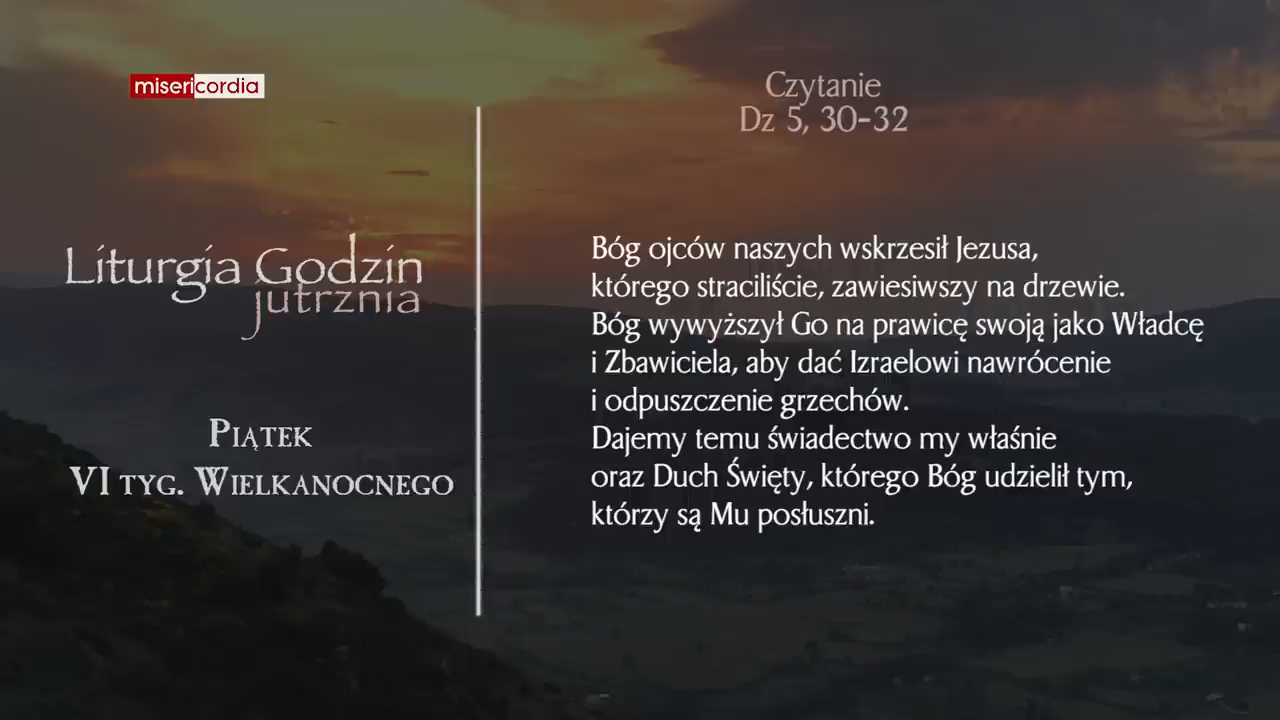 misericordia
Liturgia Godzin
jutrznia
Piątek
VI tyg. Wielkanocnego
Czytanie
Dz 5, 30-32
Bóg ojców naszych wskrzesił Jezusa,
którego straciliście, zawiesiwszy na drzewie.
Bóg wywyższył Go na prawicę swoją jako Władcę
i Zbawiciela, aby dać Izraelowi nawrócenie
i odpuszczenie grzechów.
Dajemy temu świadectwo my właśnie
oraz Duch Święty, którego Bóg udzielił tym,
którzy są Mu posłuszni.